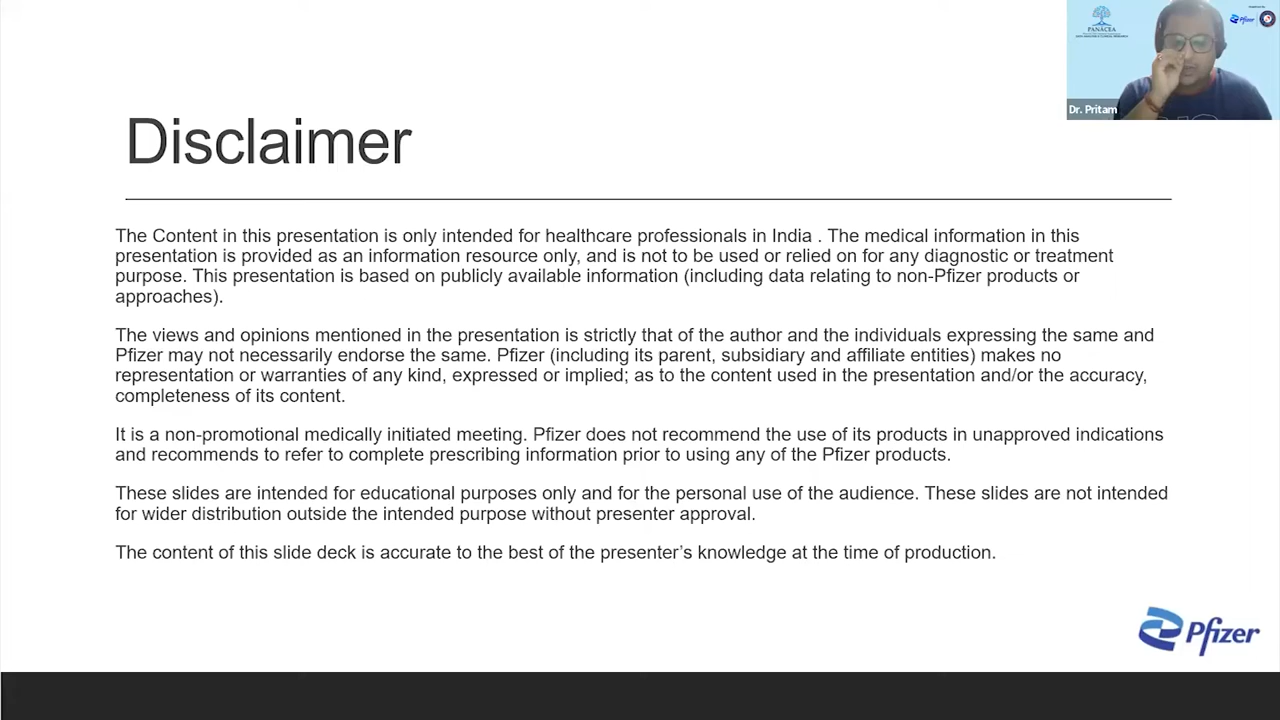 PANACEA
Pfizer
Dr. Pritam
Disclaimer
The Content in this presentation is only intended for healthcare professionals in India . The medical information in this
presentation is provided as an information resource only, and is not to be used or relied on for any diagnostic or treatment
purpose. This presentation is based on publicly available information (including data relating to non-Pfizer products or
approaches).
The views and opinions mentioned in the presentation is strictly that of the author and the individuals expressing the same and
Pfizer may not necessarily endorse the same. Pfizer (including its parent, subsidiary and affiliate entities) makes no
representation or warranties of any kind, expressed or implied; as to the content used in the presentation and/or the accuracy,
completeness of its content.
It is a non-promotional medically initiated meeting. Pfizer does not recommend the use of its products in unapproved indications
and recommends to refer to complete prescribing information prior to using any of the Pfizer products.
These slides are intended for educational purposes only and for the personal use of the audience. These slides are not intended
for wider distribution outside the intended purpose without presenter approval.
The content of this slide deck is accurate to the best of the presenter’s knowledge at the time of production.
Pfizer